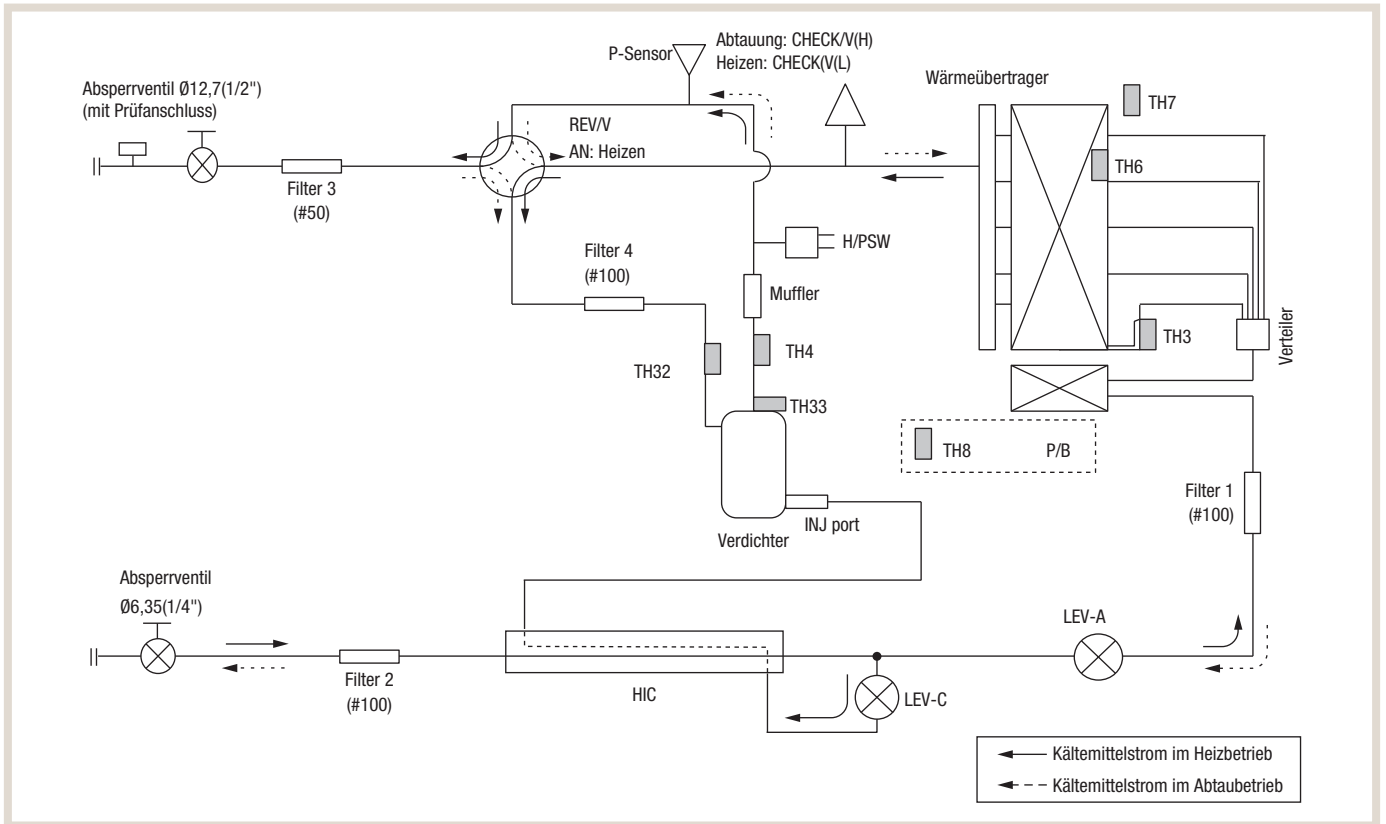 P-Sensor
Abtauung: CHECK/V(H)
Heizen: CHECK(V(L)
Absperrventil Ø12,7(1/2")
(mit Prüfanschluss)
Wärmeübertrager
TH7
REV/V
AN: Heizen
TH6
Filter 3
(#50)
H/PSW
Filter 4
(#100)
Muffler
TH3
Verteiler
TH4
TH32
TH33
TH8
P/B
Filter 1
(#100)
INJ port
Verdichter
Absperrventil
Ø6,35(1/4")
LEV-A
Filter 2
(#100)
HIC
LEV-C
Kältemittelstrom im Heizbetrieb
Kältemittelstrom im Abtaubetrieb